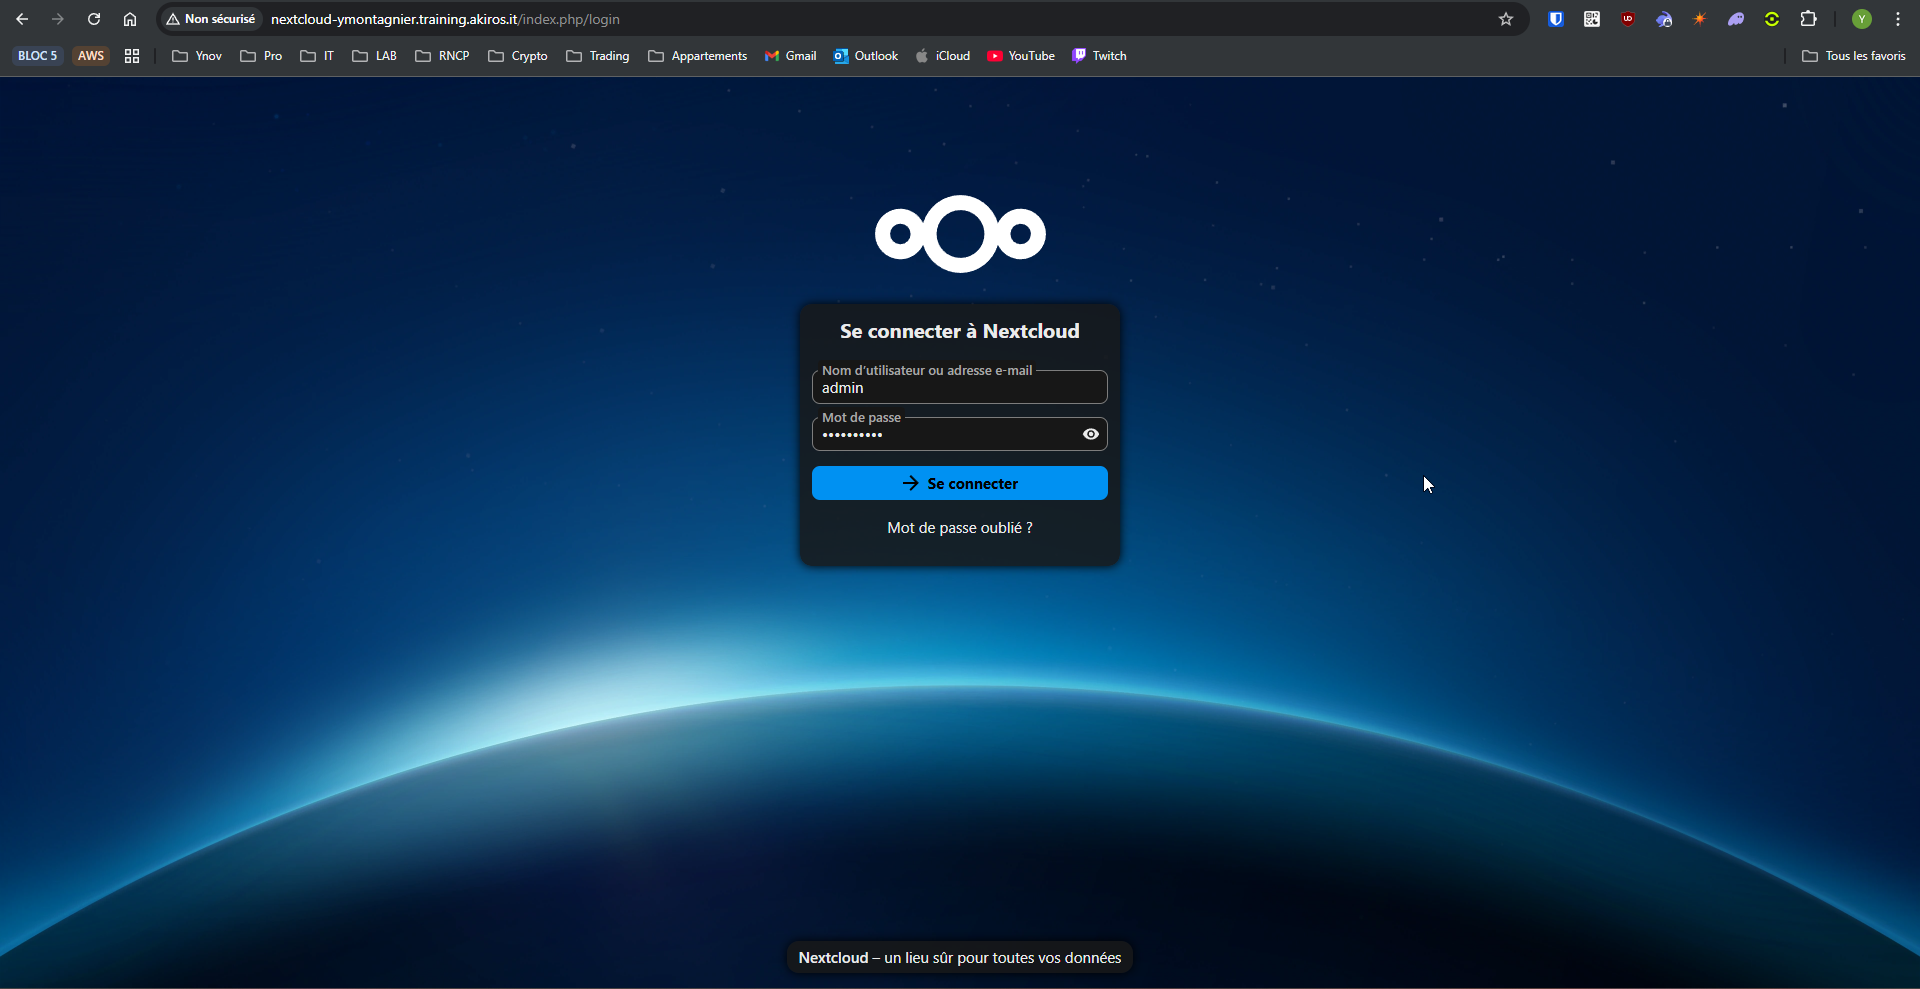 Non sécurisé nextcloud-ymontagnier.training.akiros.it/index.php/login
Y
BLOC 5 AWS Ynov Pro IT LAB RNCP Crypto Trading Appartements Gmail Outlook iCloud YouTube Twitch Tous les favoris
Se connecter à Nextcloud
Nom d'utilisateur ou adresse e-mail
admin
Mot de passe
••••••••••
Se connecter
Mot de passe oublié ?
Nextcloud – un lieu sûr pour toutes vos données